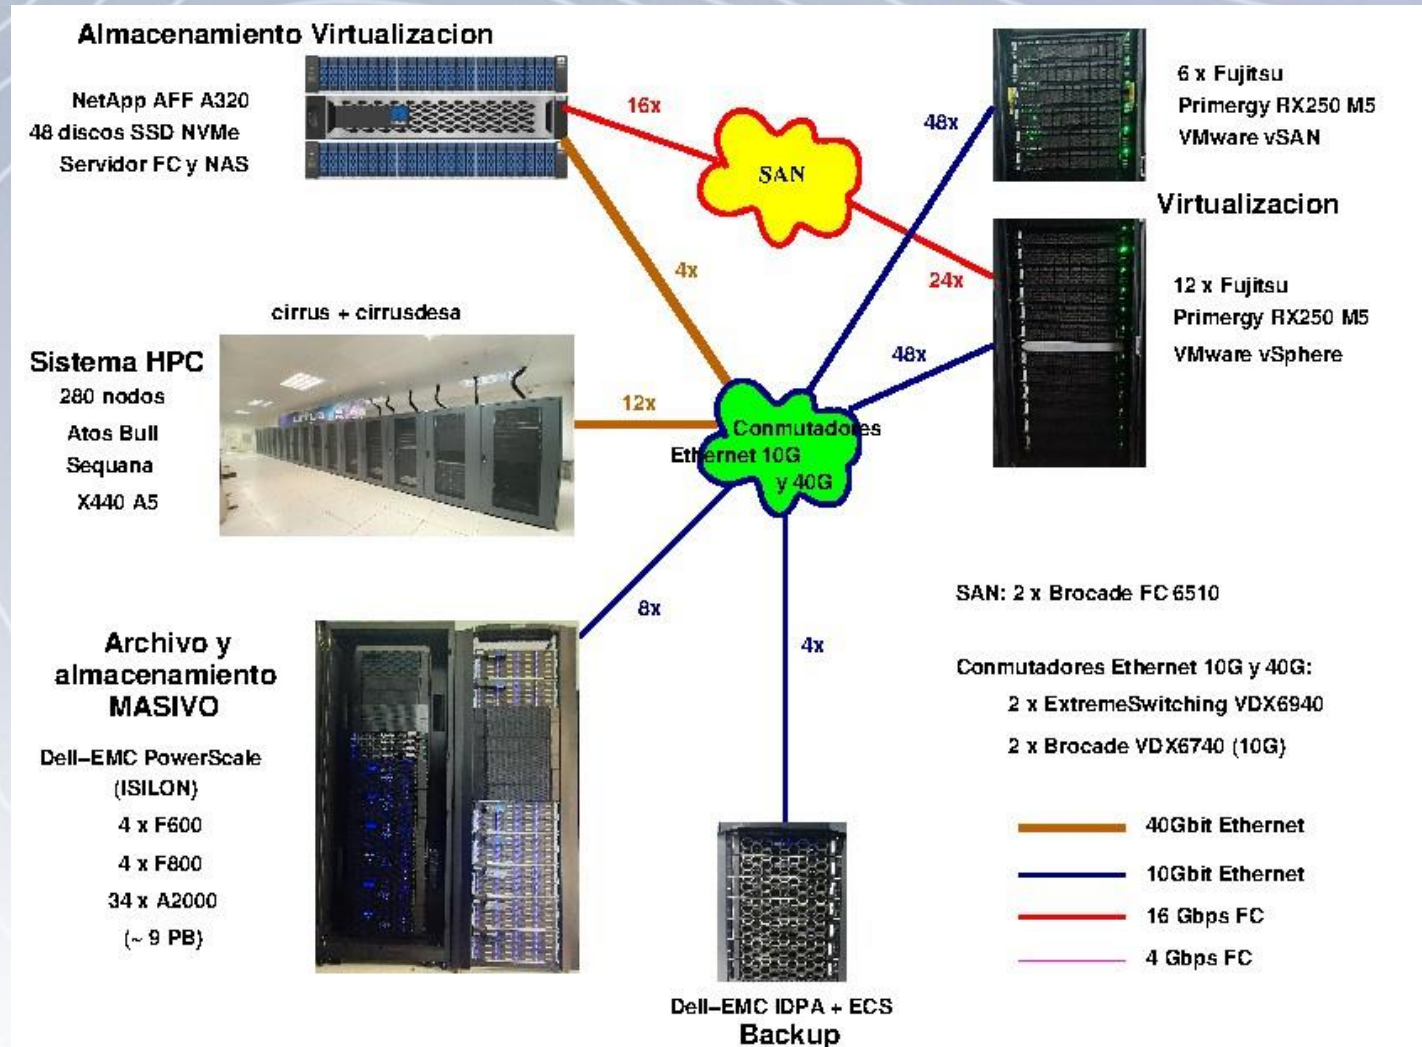 Almacenamiento Virtualizacion
NetApp AFF A320
48 discos SSD NVMe
Servidor FC y NAS
16x
SAN
48x
6 x Fujitsu
Primergy RX250 M5
VMware vSAN
Virtualizacion
4x
24x
12 x Fujitsu
Primergy RX250 M5
VMware vSphere
48x
cirrus + cirrusdesa
Sistema HPC
280 nodos
Atos Bull
Sequana
X440 A5
12x
Conmutadores
Ethernet 10G
y 40G
8x
4x
Archivo y
almacenamiento
MASIVO
Dell-EMC PowerScale
(ISILON)
4 x F600
4 x F800
34 x A2000
(~ 9 PB)
SAN: 2 x Brocade FC 6510
Conmutadores Ethernet 10G y 40G:
2 x ExtremeSwitching VDX6940
2 x Brocade VDX6740 (10G)
40Gbit Ethernet
10Gbit Ethernet
16 Gbps FC
4 Gbps FC
Dell-EMC IDPA + ECS
Backup